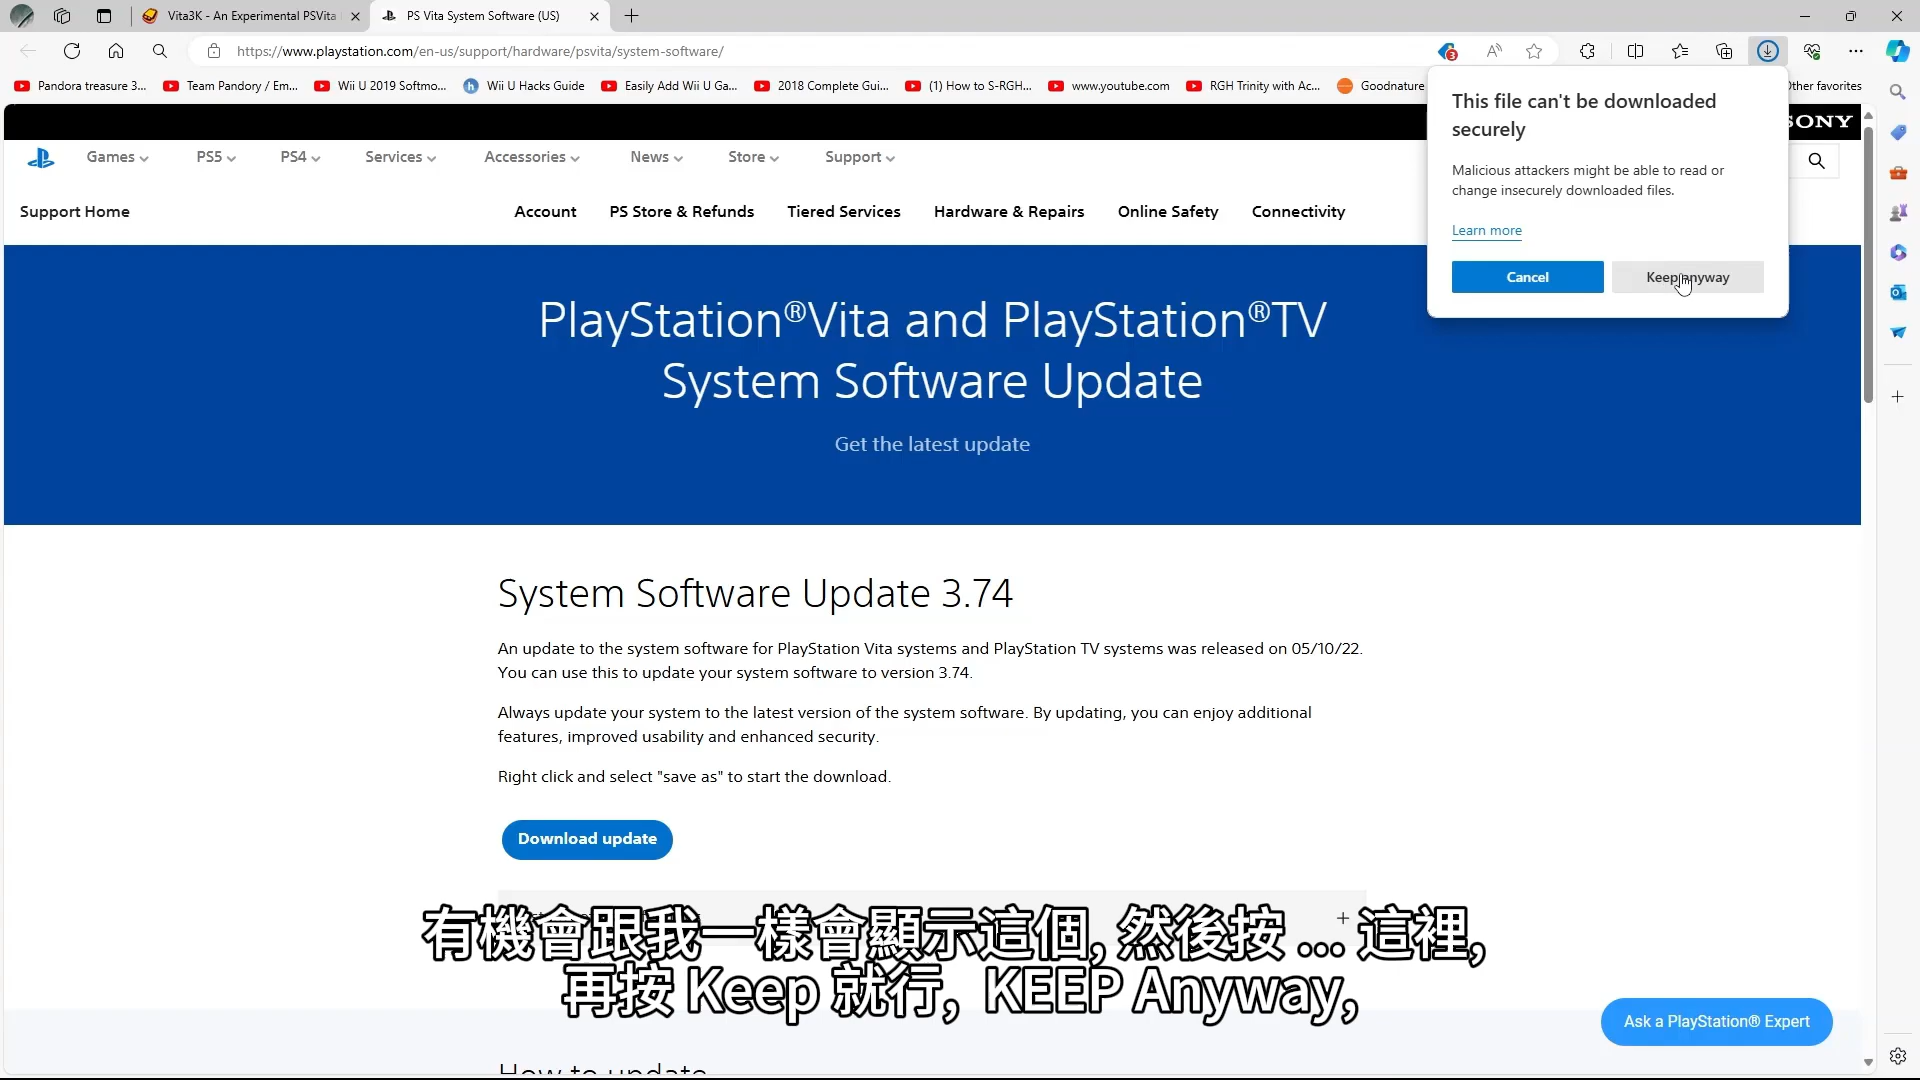 Vita3K - An Experimental PSVita
PS Vita System Software (US)
https://www.playstation.com/en-us/support/hardware/psvita/system-software/
3
Pandora treasure 3...
Team Pandory / Em...
Wii U 2019 Softmo...
Wii U Hacks Guide
Easily Add Wii U Ga...
2018 Complete Gui...
(1) How to S-RGH...
www.youtube.com
RGH Trinity with Ac...
Goodnature
Other favorites
SONY
This file can't be downloaded
securely
Malicious attackers might be able to read or
change insecurely downloaded files.
Learn more
Cancel
Keep anyway
Games
PS5
PS4
Services
Accessories
News
Store
Support
Support Home
Account
PS Store & Refunds
Tiered Services
Hardware & Repairs
Online Safety
Connectivity
PlayStation®Vita and PlayStation®TV
System Software Update
Get the latest update
System Software Update 3.74
An update to the system software for PlayStation Vita systems and PlayStation TV systems was released on 05/10/22.
You can use this to update your system software to version 3.74.
Always update your system to the latest version of the system software. By updating, you can enjoy additional
features, improved usability and enhanced security.
Right click and select "save as" to start the download.
Download update
有機會跟我一樣會顯示這個, 然後按 ... 這裡,
再按 Keep 就行, KEEP Anyway,
Ask a PlayStation® Expert
How to update